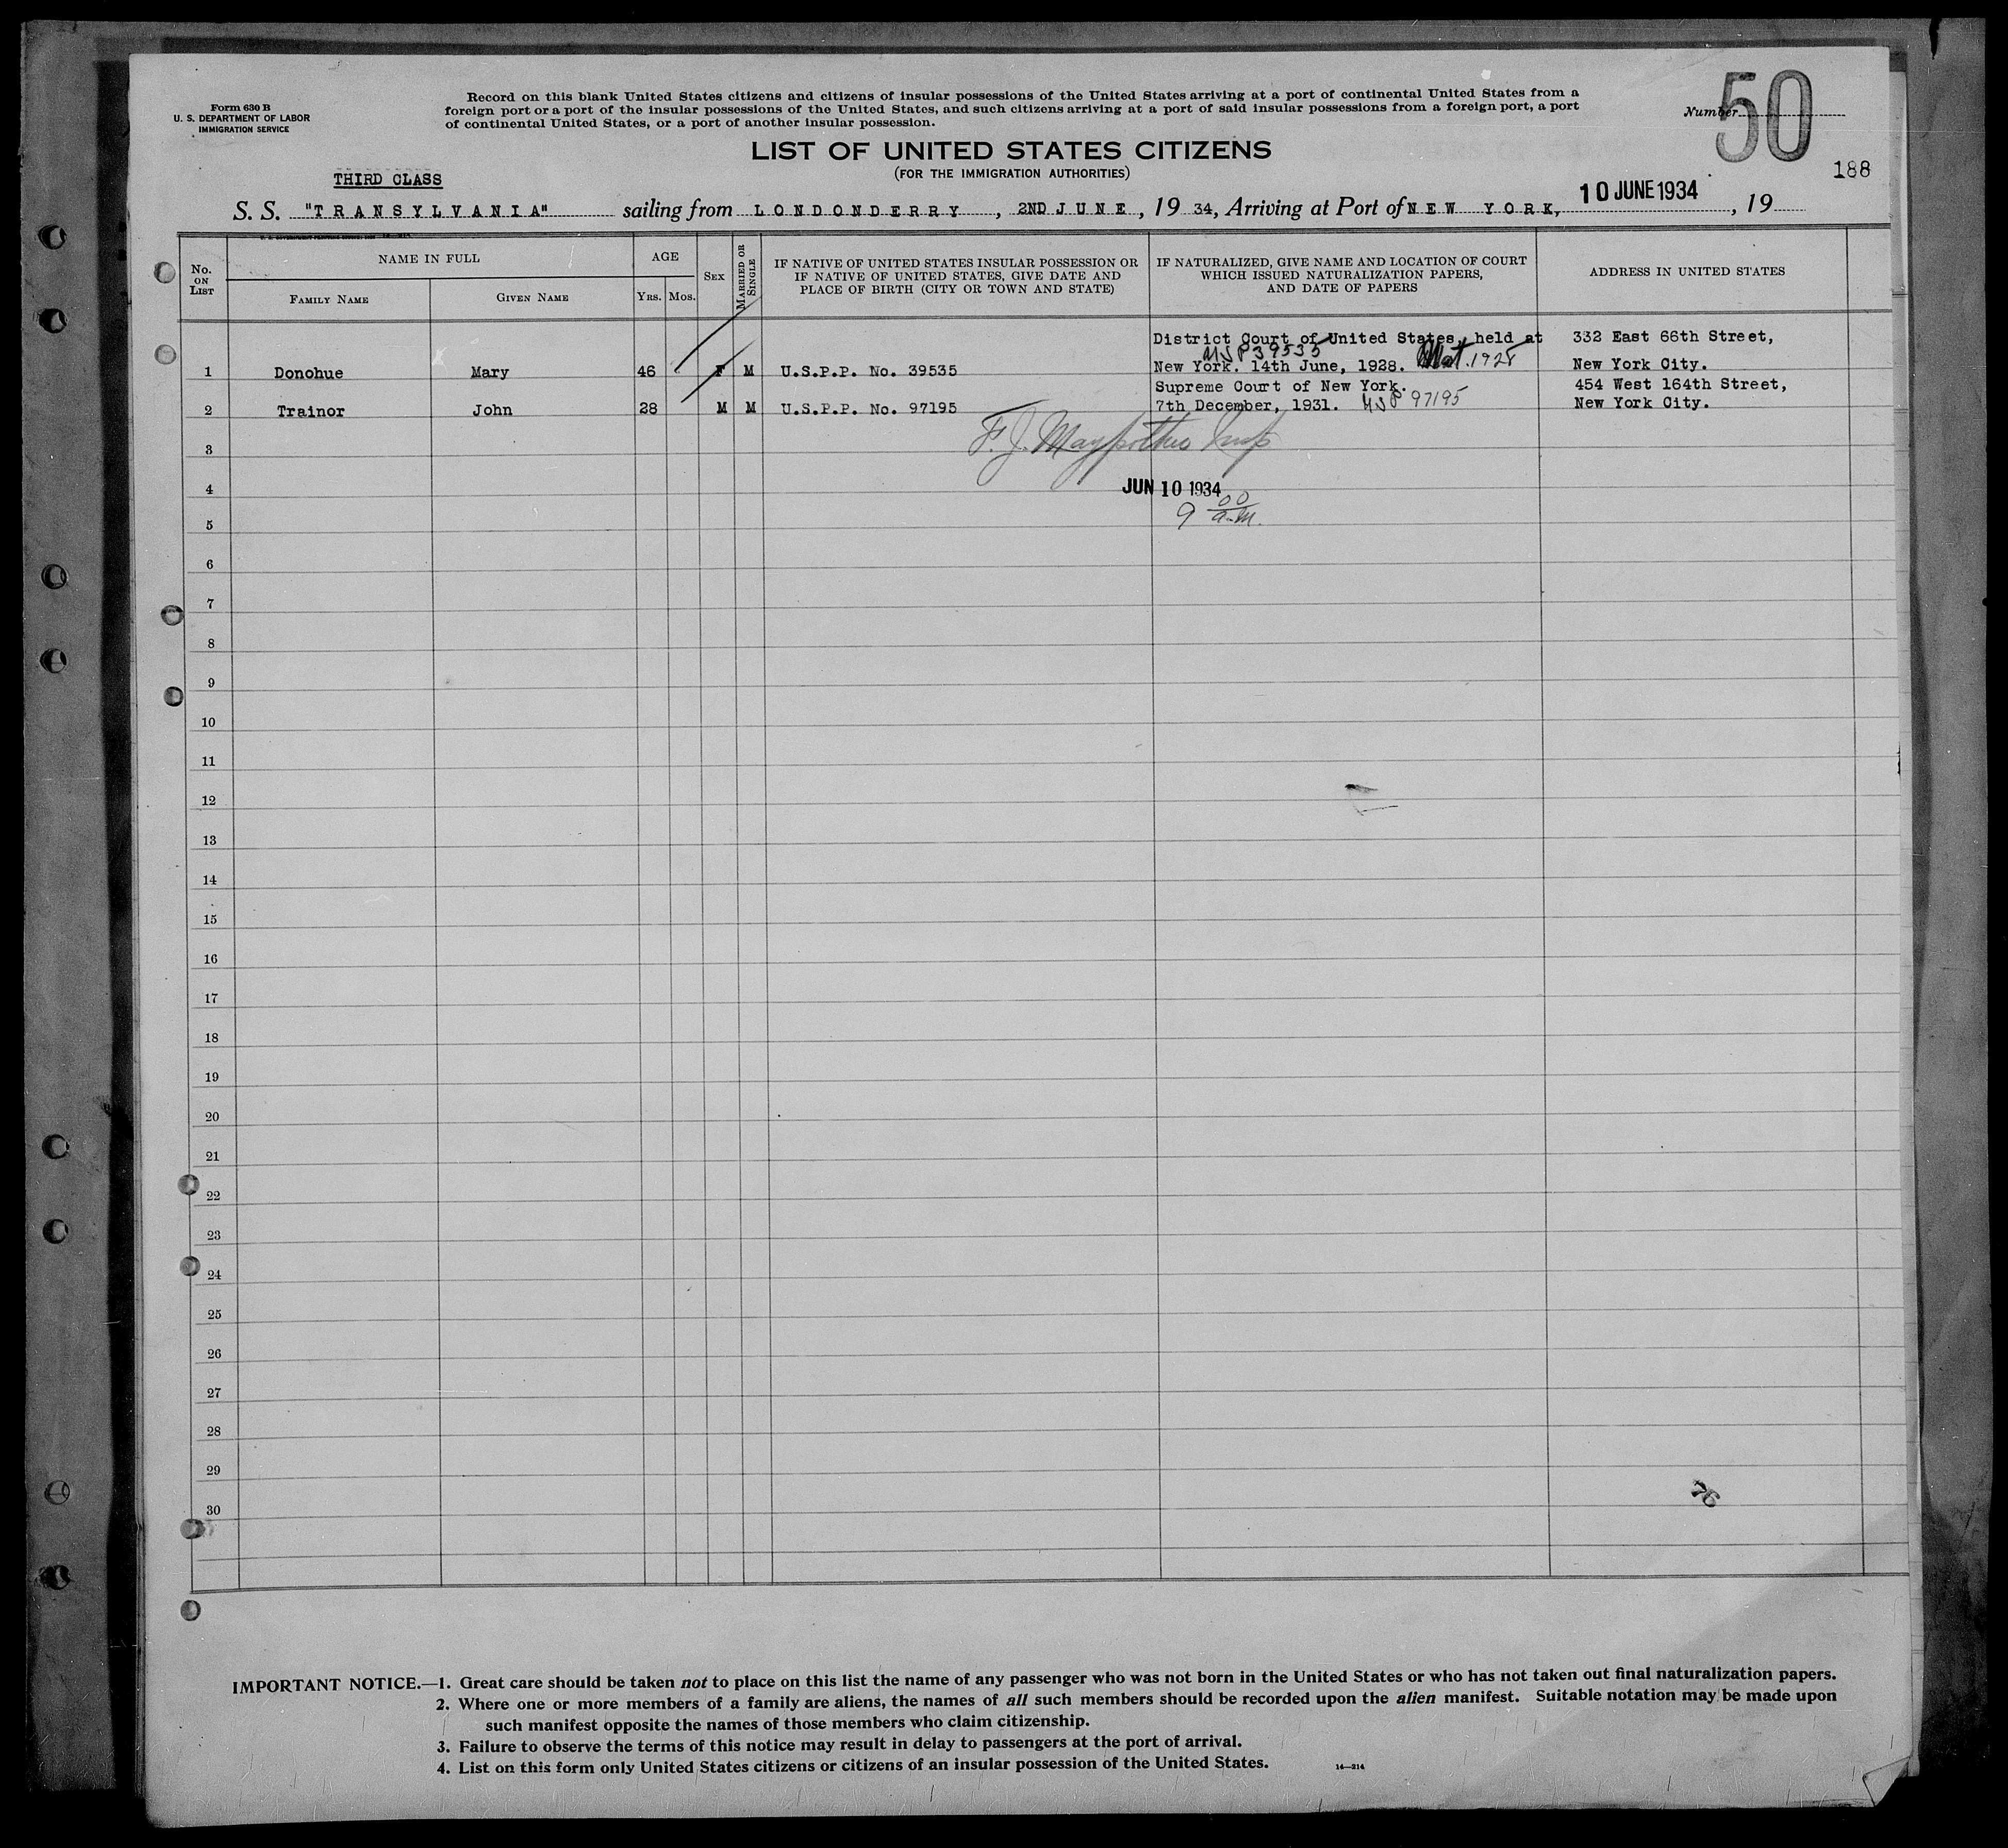 Form 630 B
U. S. DEPARTMENT OF LABOR
IMMIGRATION SERVICE
Record on this blank United States citizens and citizens of insular possessions of the United States arriving at a port of continental United States from a
foreign port or a port of the insular possessions of the United States, and such citizens arriving at a port of said insular possessions from a foreign port, a port
of continental United States, or a port of another insular possession.
Number 50
188
LIST OF UNITED STATES CITIZENS
(FOR THE IMMIGRATION AUTHORITIES)
THIRD CLASS
S. S. "TRANSYLVANIA" sailing from LONDONDERRY, 2ND JUNE, 19 34, Arriving at Port of NEW YORK, 10 JUNE 1934, 19
No. ON LIST
NAME IN FULL
FAMILY NAME
GIVEN NAME
AGE
YRS.
MOS.
SEX
MARRIED OR SINGLE
IF NATIVE OF UNITED STATES INSULAR POSSESSION OR
IF NATIVE OF UNITED STATES, GIVE DATE AND
PLACE OF BIRTH (CITY OR TOWN AND STATE)
IF NATURALIZED, GIVE NAME AND LOCATION OF COURT
WHICH ISSUED NATURALIZATION PAPERS,
AND DATE OF PAPERS
ADDRESS IN UNITED STATES
District Court of United States, held at 332 East 66th Street,
USP 39535
1 Donohue Mary 46 F M U.S.P.P. No. 39535 New York. 14th June, 1928. 1928 New York City.
Supreme Court of New York. 454 West 164th Street,
2 Trainor John 28 M M U.S.P.P. No. 97195 7th December, 1931. USP 97195 New York City.
3 F. J. Insp
4 JUN 10 1934
5 9 00 a.m.
6
7
8
9
10
11
12
13
14
15
16
17
18
19
20
21
22
23
24
25
26
27
28
29
30
76
IMPORTANT NOTICE.—1. Great care should be taken not to place on this list the name of any passenger who was not born in the United States or who has not taken out final naturalization papers.
2. Where one or more members of a family are aliens, the names of all such members should be recorded upon the alien manifest. Suitable notation may be made upon
such manifest opposite the names of those members who claim citizenship.
3. Failure to observe the terms of this notice may result in delay to passengers at the port of arrival.
4. List on this form only United States citizens or citizens of an insular possession of the United States.
14—214